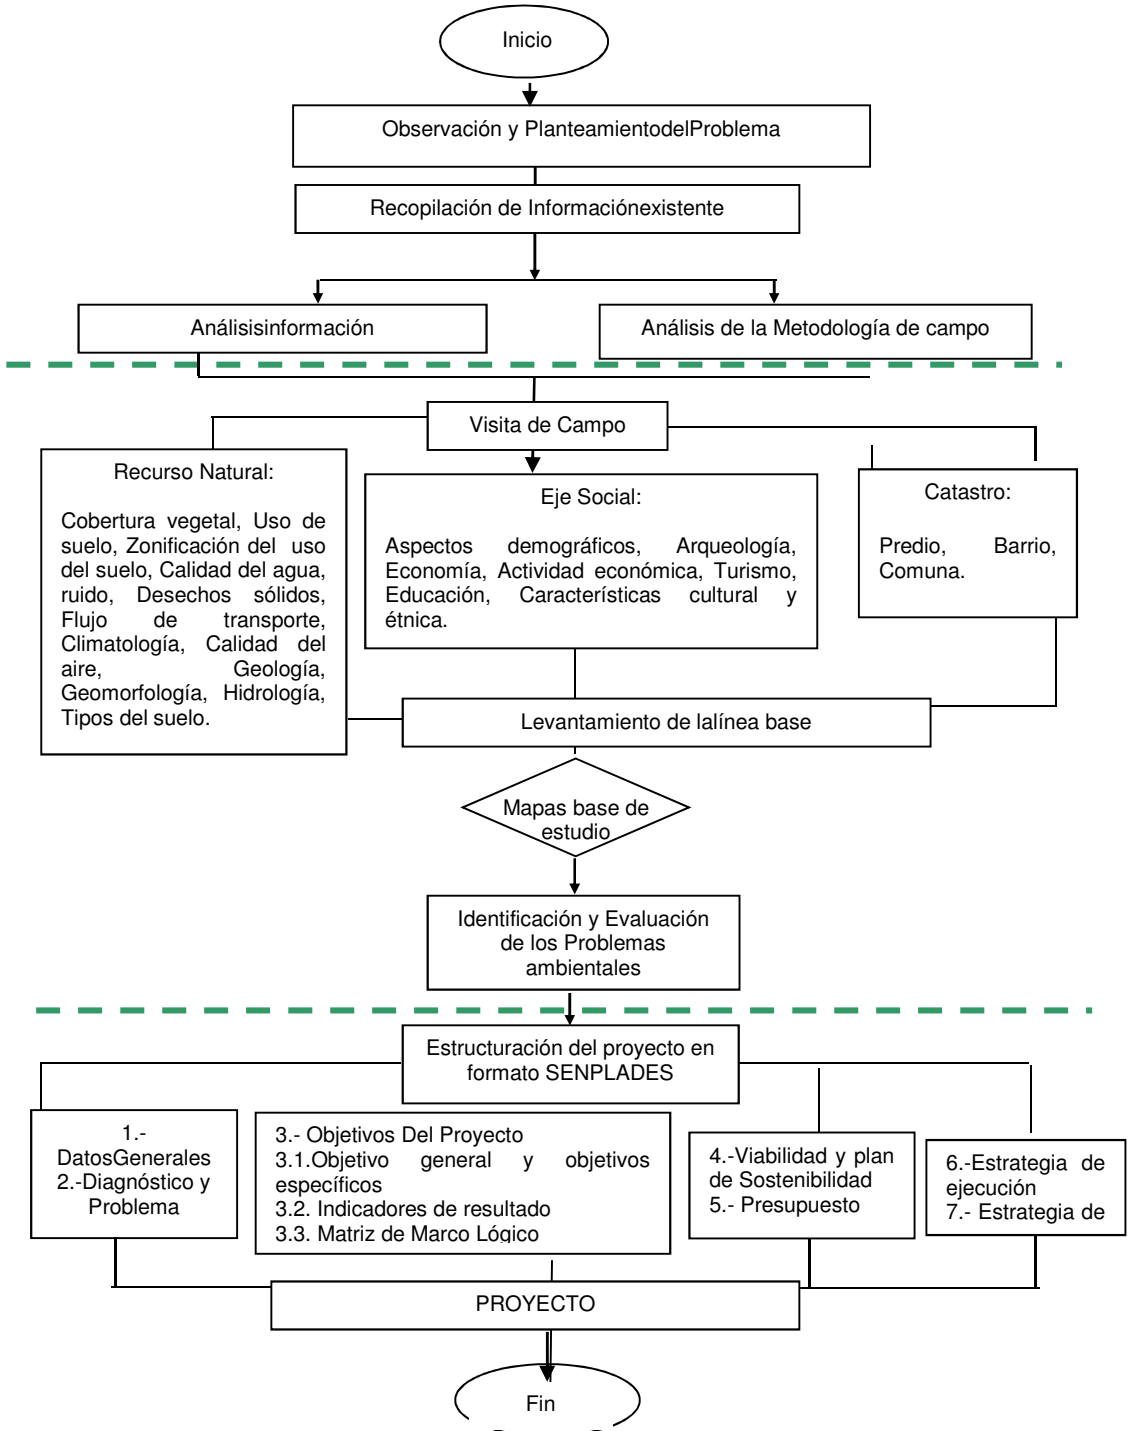 Inicio
Observación y PlanteamientodelProblema
Recopilación de Informaciónexistente
Análisisinformación
Análisis de la Metodología de campo
Visita de Campo
Recurso Natural:
Cobertura vegetal, Uso de
suelo, Zonificación del uso
del suelo, Calidad del agua,
ruido, Desechos sólidos,
Flujo de transporte,
Climatología, Calidad del
aire, Geología,
Geomorfología, Hidrología,
Tipos del suelo.
Eje Social:
Aspectos demográficos, Arqueología,
Economía, Actividad económica, Turismo,
Educación, Características cultural y
étnica.
Catastro:
Predio, Barrio,
Comuna.
Levantamiento de lalínea base
Mapas base de
estudio
Identificación y Evaluación
de los Problemas
ambientales
Estructuración del proyecto en
formato SENPLADES
1.-
DatosGenerales
2.-Diagnóstico y
Problema
3.- Objetivos Del Proyecto
3.1.Objetivo general y objetivos
específicos
3.2. Indicadores de resultado
3.3. Matriz de Marco Lógico
4.-Viabilidad y plan
de Sostenibilidad
5.- Presupuesto
6.-Estrategia de
ejecución
7.- Estrategia de
PROYECTO
Fin